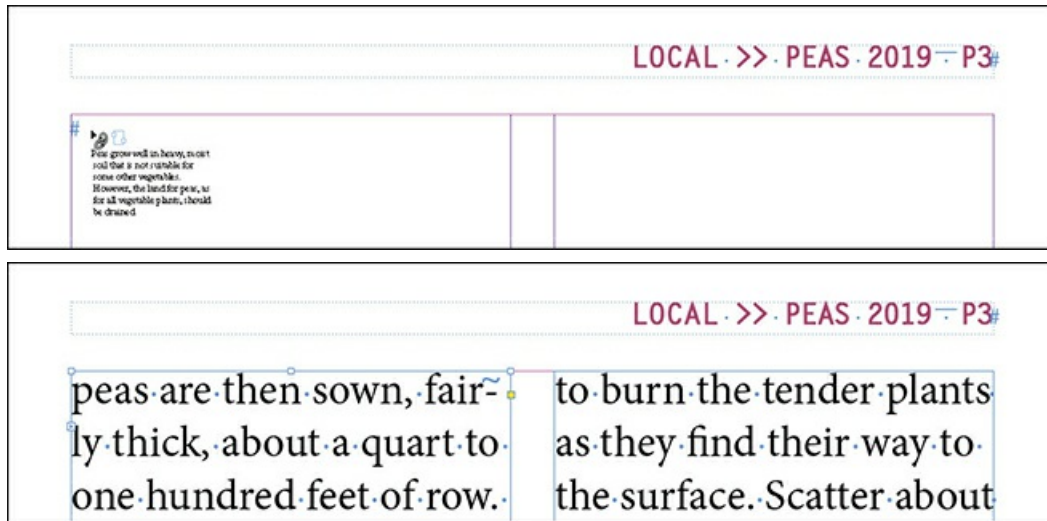 LOCAL >> PEAS 2019 — P3
Peas grow well in heavy, moist
soil that is not suitable for
some other vegetables.
However, the land for peas, as
for all vegetable plants, should
be drained
LOCAL >> PEAS 2019 — P3
peas are then sown, fair-
ly thick, about a quart to
one hundred feet of row.
to burn the tender plants
as they find their way to
the surface. Scatter about